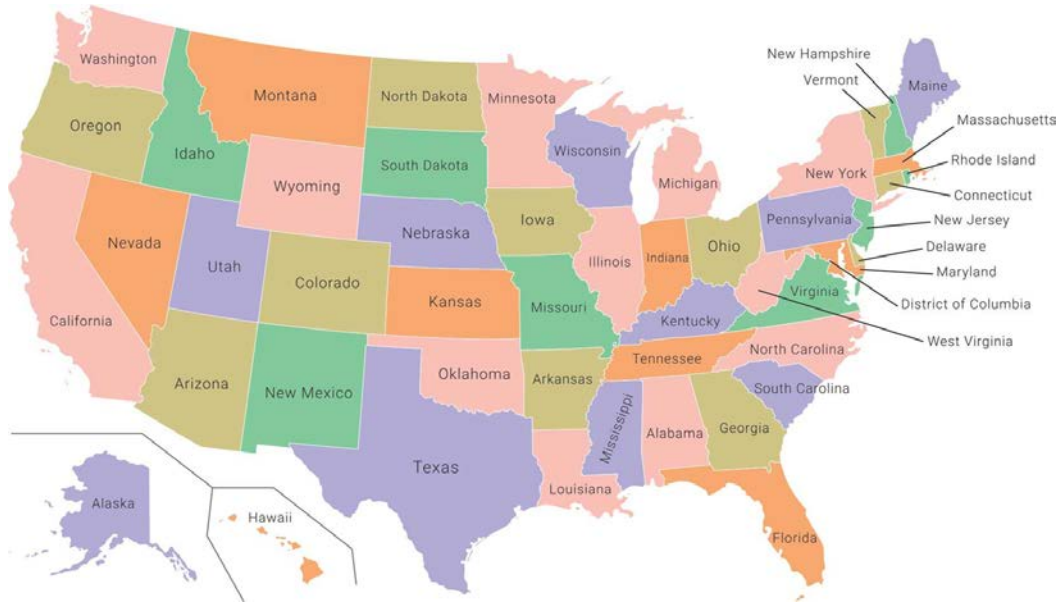 Washington
Montana
North Dakota
Minnesota
New Hampshire
Vermont
Maine
Massachusetts
Oregon
Idaho
Wyoming
South Dakota
Wisconsin
Michigan
New York
Rhode Island
Connecticut
Nevada
Utah
Colorado
Nebraska
Iowa
Illinois
Indiana
Ohio
Pennsylvania
New Jersey
Delaware
Maryland
District of Columbia
West Virginia
California
Kansas
Missouri
Kentucky
Virginia
Arizona
New Mexico
Oklahoma
Arkansas
Tennessee
North Carolina
South Carolina
Texas
Louisiana
Mississippi
Alabama
Georgia
Florida
Alaska
Hawaii